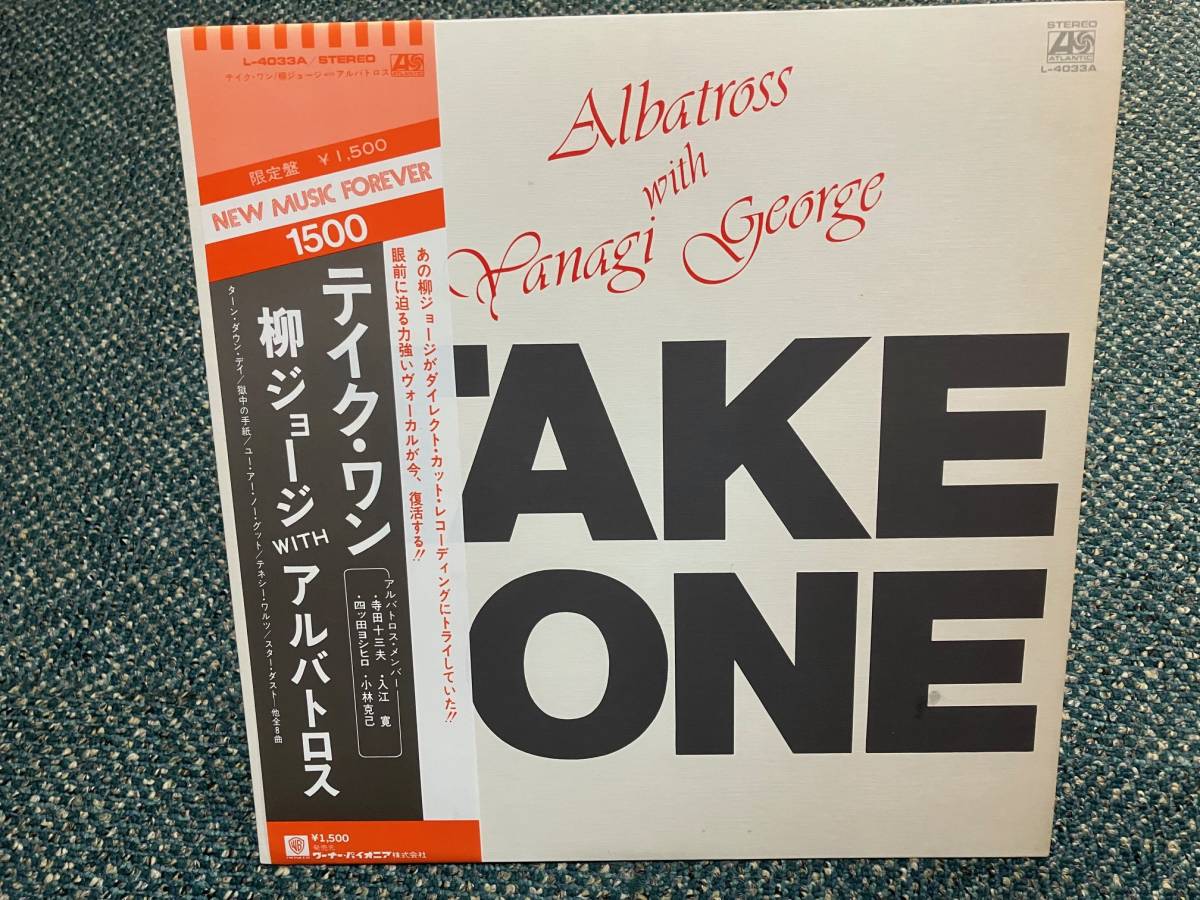 L-4033A/STEREO
ATLANTIC
テイク・ワン/柳ジョージwithアルバトロス
限定盤 ¥1,500
NEW MUSIC FOREVER
1500
あの柳ジョージがダイレクト・カット・レコーディングにトライしていた!!
眼前に迫る力強いヴォーカルが今、復活する!!
テイク・ワン
柳ジョージ WITH アルバトロス
アルバトロス・メンバー
・寺田十三夫 ・入江 寛
・四ッ田ヨシヒロ ・小林克己
ターン・ダウン・デイ/獄中の手紙/ユー・アー・ノー・グット/テネシー・ワルツ/スター・ダスト—他全8曲
¥1,500
発売元
ワーナー・パイオニア株式会社
STEREO
ATLANTIC
L-4033A
Albatross
with
Yanagi George
TAKE
ONE